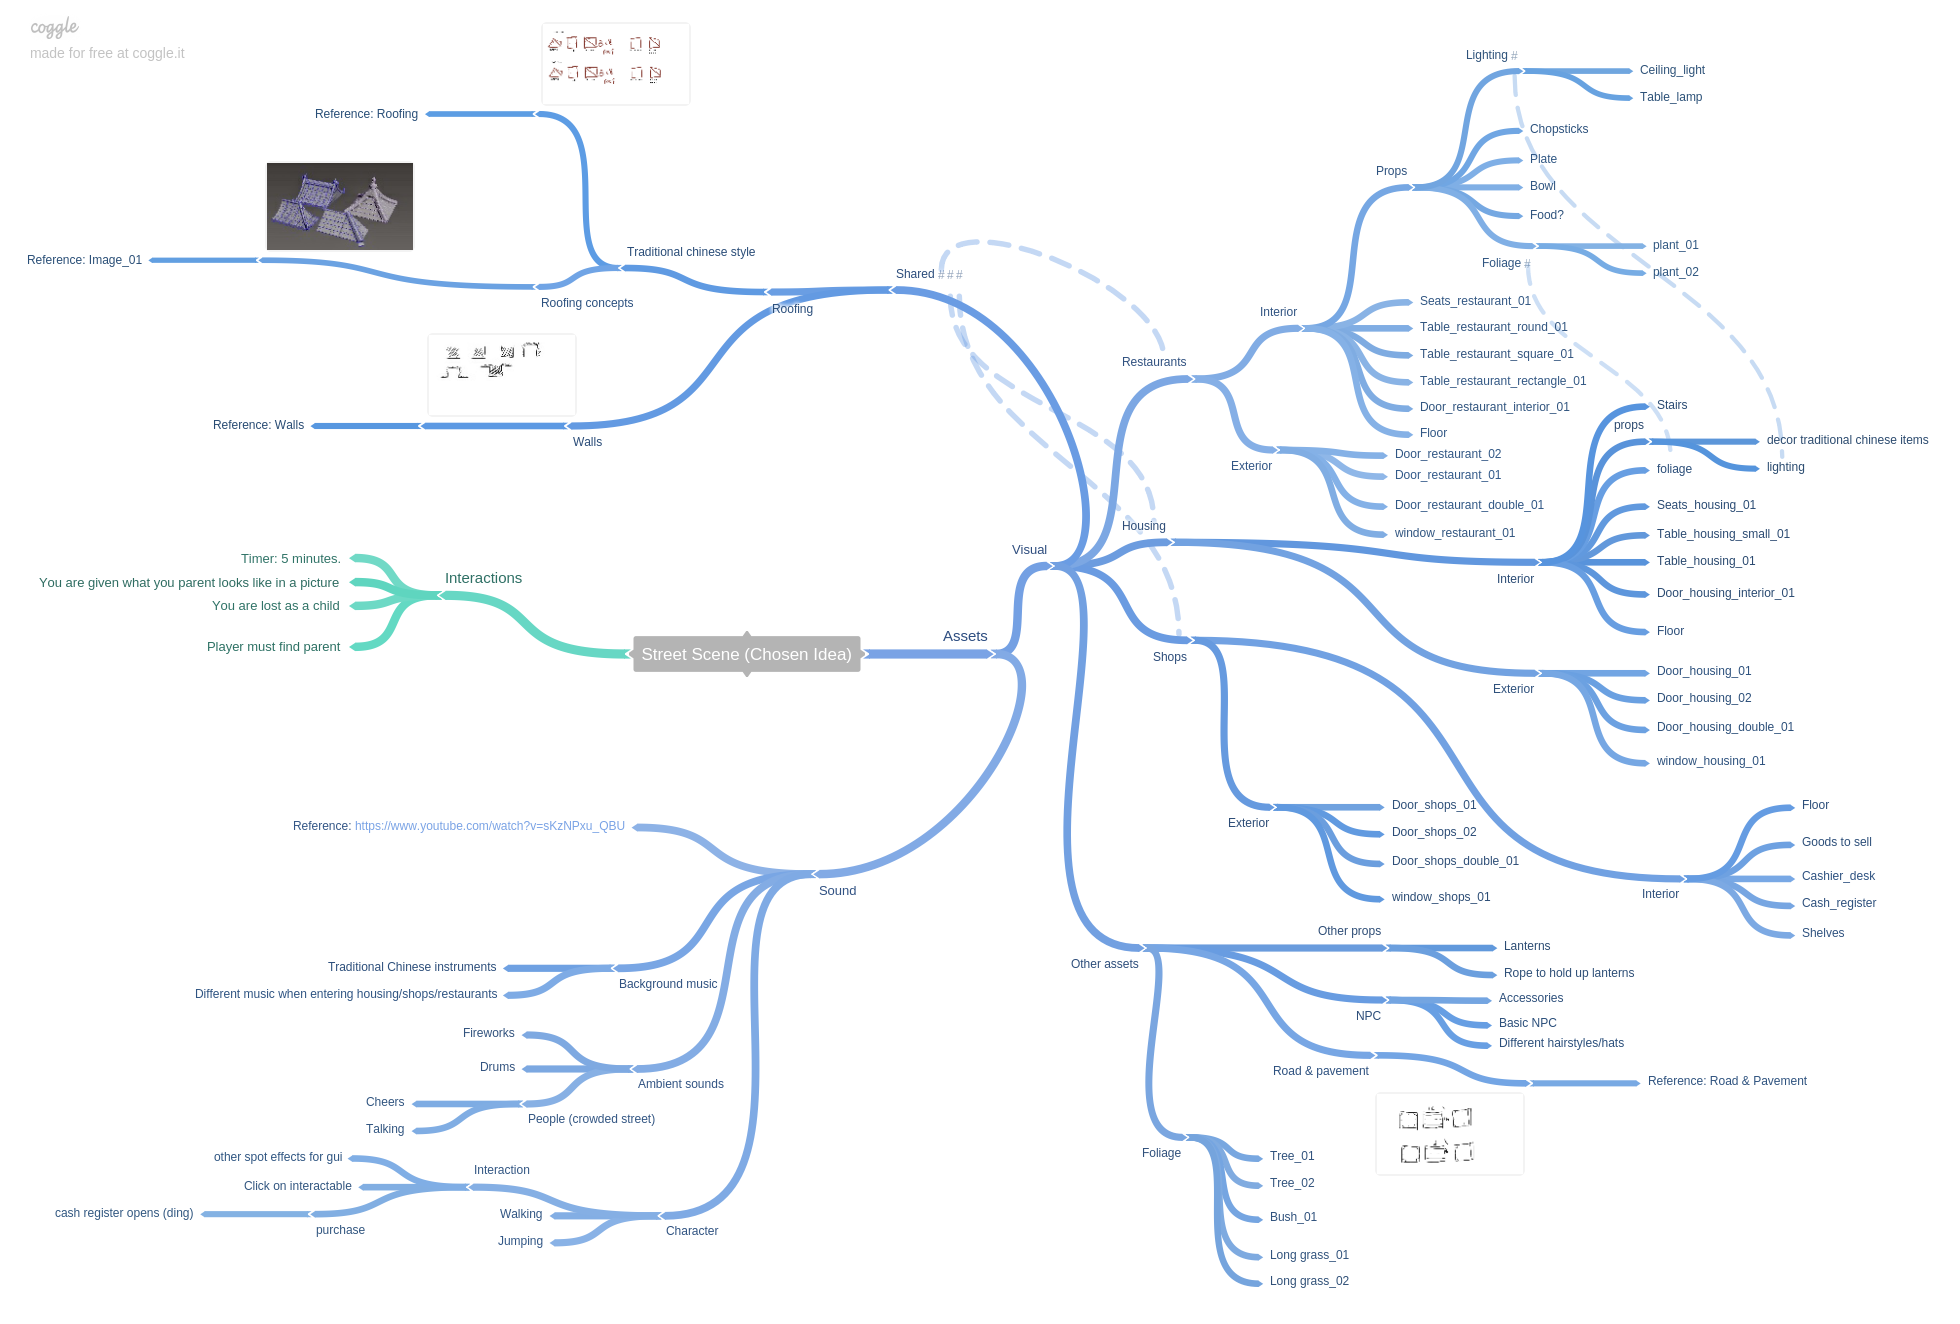 coggle
made for free at coggle.it
Street Scene (Chosen Idea)
Interactions
Timer: 5 minutes.
You are given what you parent looks like in a picture
You are lost as a child
Player must find parent
Assets
Visual
Shared # # #
Roofing
Traditional chinese style
Reference: Roofing
Roofing concepts
Reference: Image_01
Walls
Reference: Walls
Restaurants
Interior
Props
Lighting #
Ceiling_light
Table_lamp
Chopsticks
Plate
Bowl
Food?
Foliage #
plant_01
plant_02
Seats_restaurant_01
Table_restaurant_round_01
Table_restaurant_square_01
Table_restaurant_rectangle_01
Door_restaurant_interior_01
Floor
Exterior
Door_restaurant_02
Door_restaurant_01
Door_restaurant_double_01
window_restaurant_01
Housing
Interior
Stairs
props
decor traditional chinese items
lighting
foliage
Seats_housing_01
Table_housing_small_01
Table_housing_01
Door_housing_interior_01
Floor
Exterior
Door_housing_01
Door_housing_02
Door_housing_double_01
window_housing_01
Shops
Exterior
Door_shops_01
Door_shops_02
Door_shops_double_01
window_shops_01
Interior
Floor
Goods to sell
Cashier_desk
Cash_register
Shelves
Other assets
Other props
Lanterns
Rope to hold up lanterns
NPC
Accessories
Basic NPC
Different hairstyles/hats
Road & pavement
Reference: Road & Pavement
Foliage
Tree_01
Tree_02
Bush_01
Long grass_01
Long grass_02
Sound
Reference: https://www.youtube.com/watch?v=sKzNPxu_QBU
Background music
Traditional Chinese instruments
Different music when entering housing/shops/restaurants
Ambient sounds
Fireworks
Drums
People (crowded street)
Cheers
Talking
Character
Interaction
other spot effects for gui
Click on interactable
purchase
cash register opens (ding)
Walking
Jumping